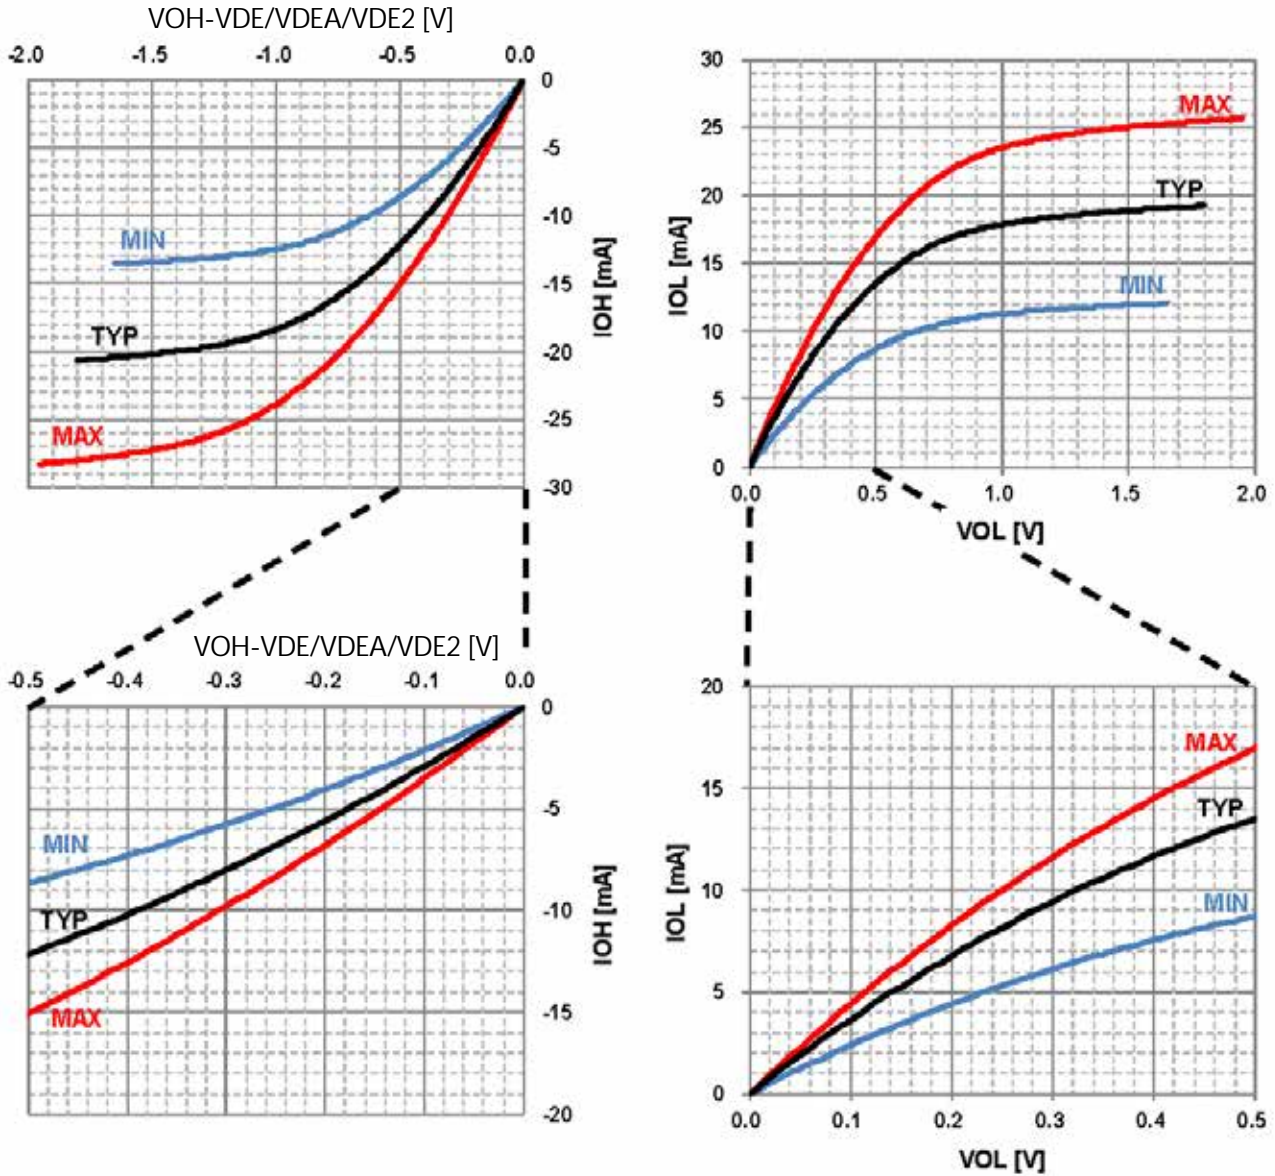 VOH-VDE/VDEA/VDE2 [V]
-2.0 -1.5 -1.0 -0.5 0.0
0
-5
-10
-15
-20
-25
-30
IOH [mA]
MIN
TYP
MAX
30
25
20
15
10
5
0
IOL [mA]
MAX
TYP
MIN
0.0 0.5 1.0 1.5 2.0
VOL [V]
VOH-VDE/VDEA/VDE2 [V]
-0.5 -0.4 -0.3 -0.2 -0.1 0.0
0
-5
-10
-15
-20
IOH [mA]
MIN
TYP
MAX
20
15
10
5
0
IOL [mA]
MAX
TYP
MIN
0.0 0.1 0.2 0.3 0.4 0.5
VOL [V]